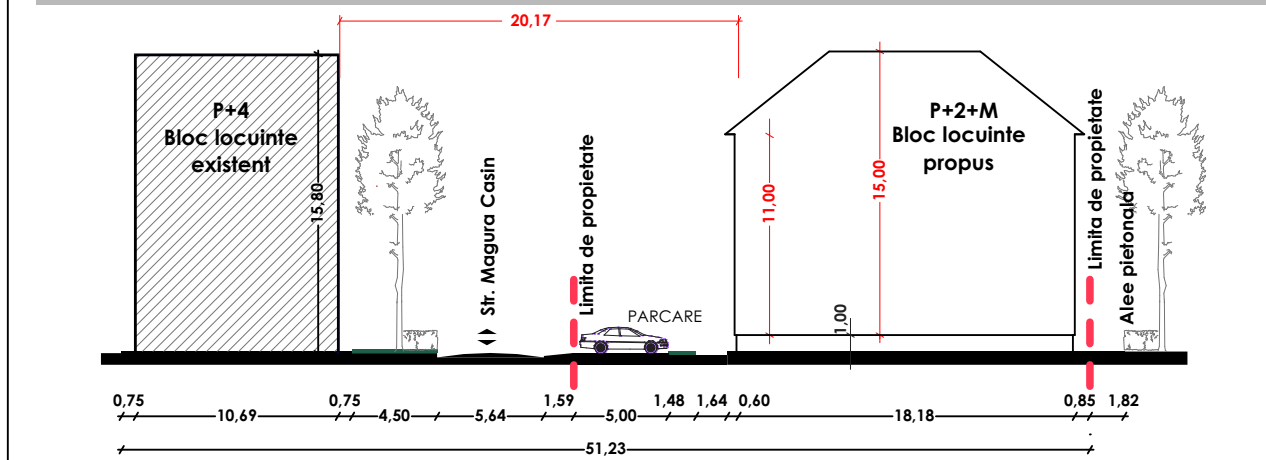 20,17
P+4
Bloc locuinte
existent
15,80
Str. Magura Casin
Limita de propietate
PARCARE
P+2+M
Bloc locuinte
propus
11,00
15,00
1,00
Limita de propietate
Alee pietonala
0,75 10,69 0,75 4,50 5,64 1,59 5,00 1,48 1,64 0,60 18,18 0,85 1,82
51,23